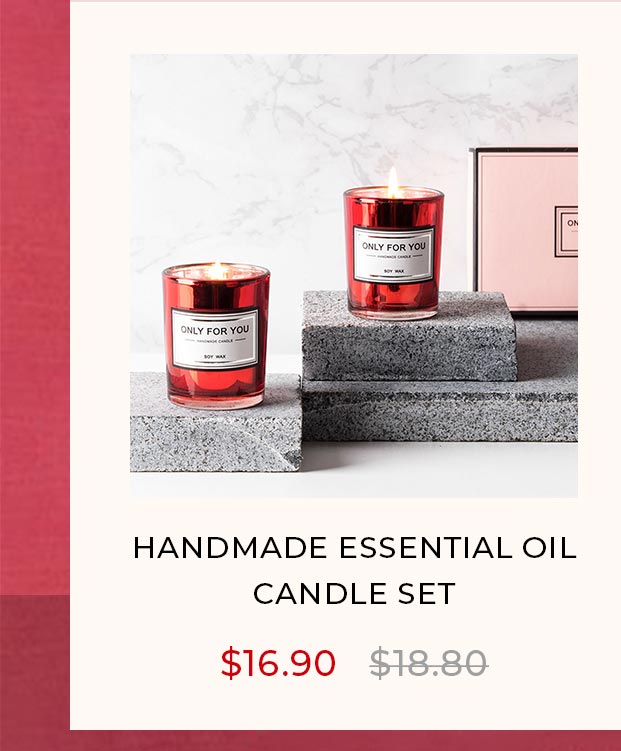 ONLY FOR YOU
HANDMADE CANDLE
SOY WAX
ONLY FOR YOU
HANDMADE CANDLE
SOY WAX
ON
HANDMADE ESSENTIAL OIL
CANDLE SET
$16.90 $18.80